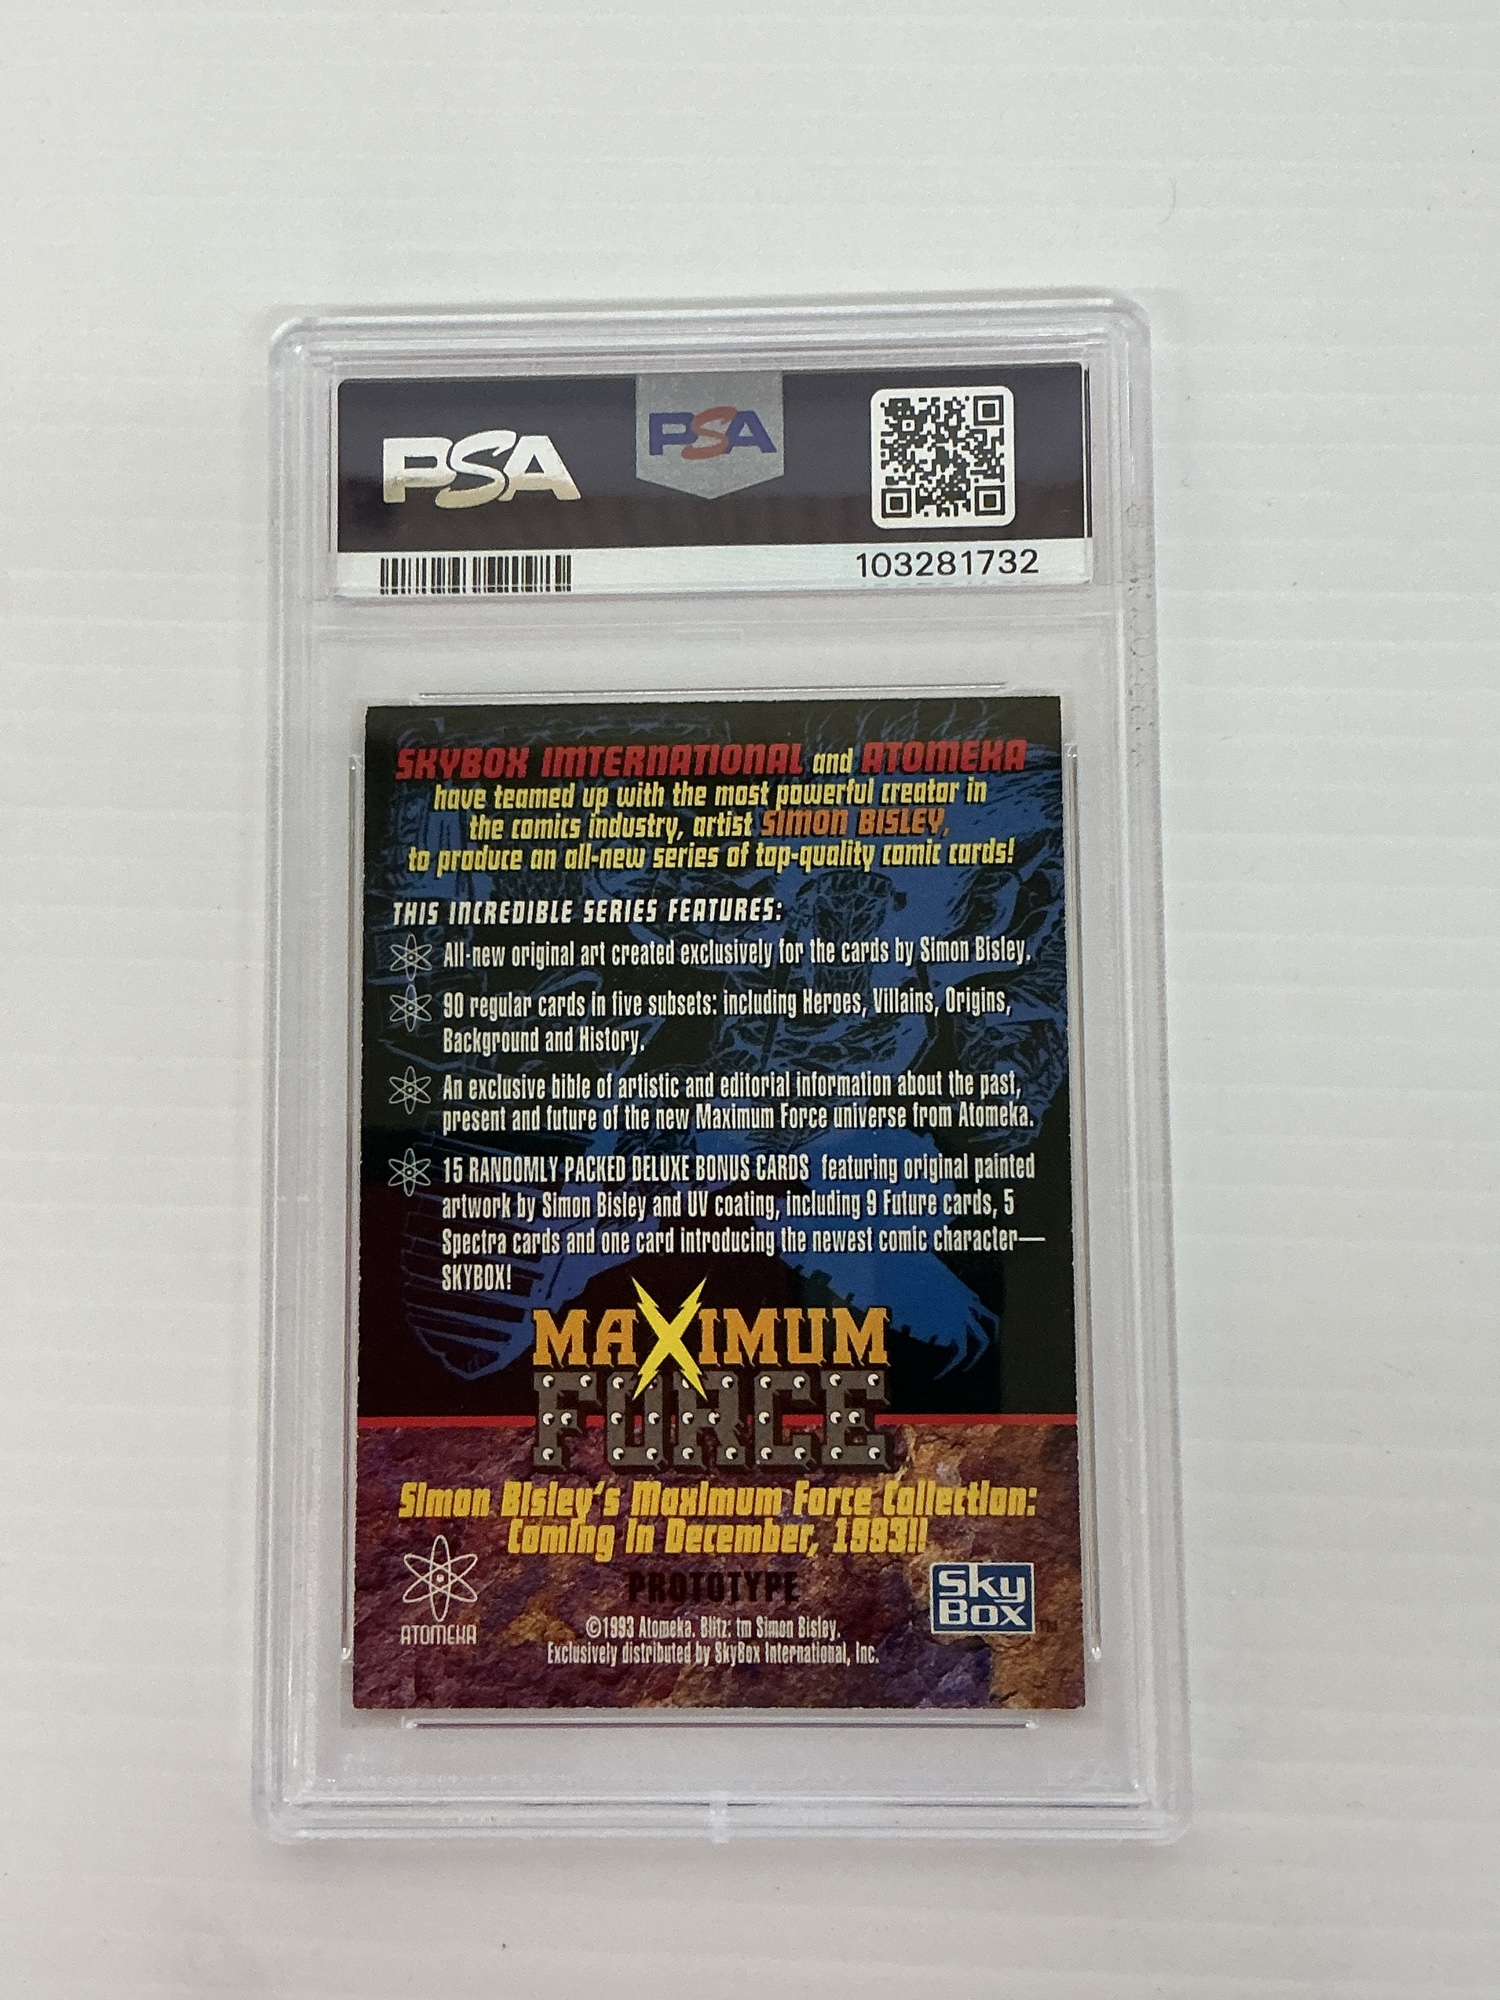 PSA
PSA
103281732
SKYBOX IMTERNATIONAL and ATOMEKA
have teamed up with the most powerful creator in
the comics industry, artist SIMON BISLEY,
to produce an all-new series of top-quality comic cards!
THIS INCREDIBLE SERIES FEATURES:
All-new original art created exclusively for the cards by Simon Bisley.
90 regular cards in five subsets: including Heroes, Villains, Origins,
Background and History.
An exclusive bible of artistic and editorial information about the past,
present and future of the new Maximum Force universe from Atomeka.
15 RANDOMLY PACKED DELUXE BONUS CARDS featuring original painted
artwork by Simon Bisley and UV coating, including 9 Future cards, 5
Spectra cards and one card introducing the newest comic character—
SKYBOX!
MAXIMUM
FORCE
Simon Bisley's Maximum Force Collection:
Coming In December, 1993!!
PROTOTYPE
ATOMEKA
©1993 Atomeka. Blitz: tm Simon Bisley.
Exclusively distributed by SkyBox International, Inc.
Sky
Box TM